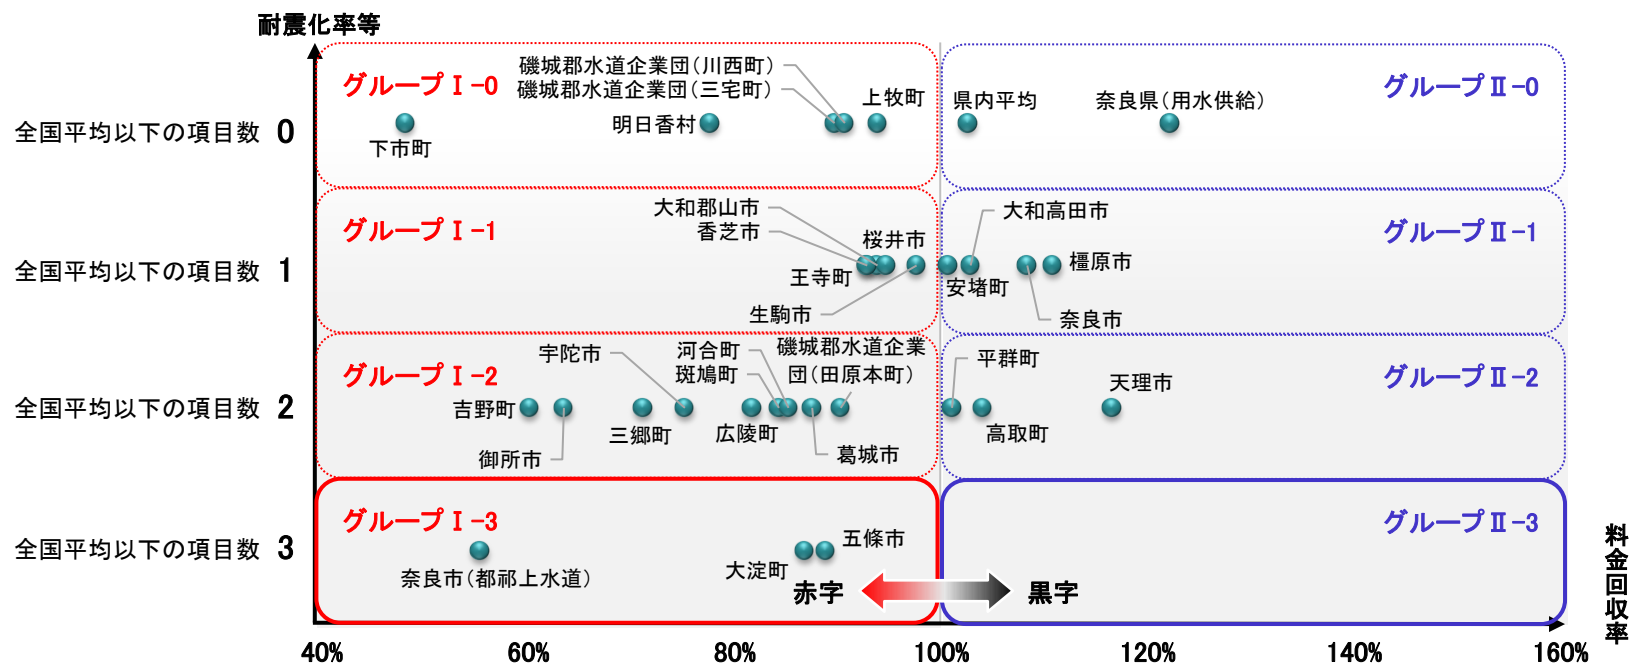 耐震化率等
グループⅠ-0
磯城郡水道企業団（川西町）
磯城郡水道企業団（三宅町）
上牧町
県内平均
奈良県（用水供給）
グループⅡ-0
全国平均以下の項目数 0
明日香村
下市町
グループⅠ-1
大和郡山市
香芝市
桜井市
大和高田市
グループⅡ-1
全国平均以下の項目数 1
王寺町
安堵町
橿原市
生駒市
奈良市
グループⅠ-2
宇陀市
河合町
斑鳩町
磯城郡水道企業
団（田原本町）
平群町
天理市
グループⅡ-2
全国平均以下の項目数 2
吉野町
三郷町
広陵町
高取町
御所市
葛城市
グループⅠ-3
グループⅡ-3
全国平均以下の項目数 3
五條市
大淀町
奈良市（都祁上水道）
赤字
黒字
料金回収率
40%
60%
80%
100%
120%
140%
160%